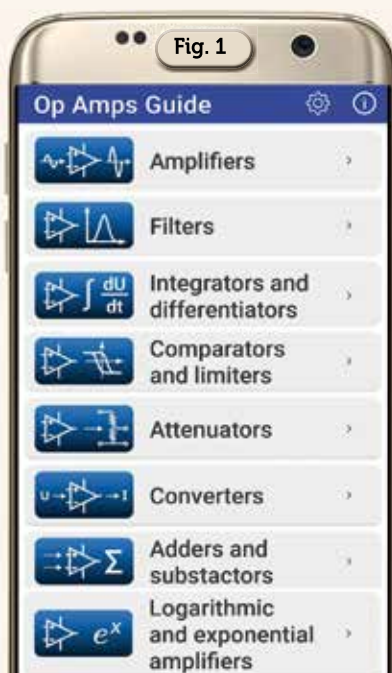 Fig. 1
Op Amps Guide
Amplifiers
Filters
∫ dU
dt
Integrators and
differentiators
Comparators
and limiters
Attenuators
U I
Converters
Σ
Adders and
substactors
eˣ
Logarithmic
and exponential
amplifiers